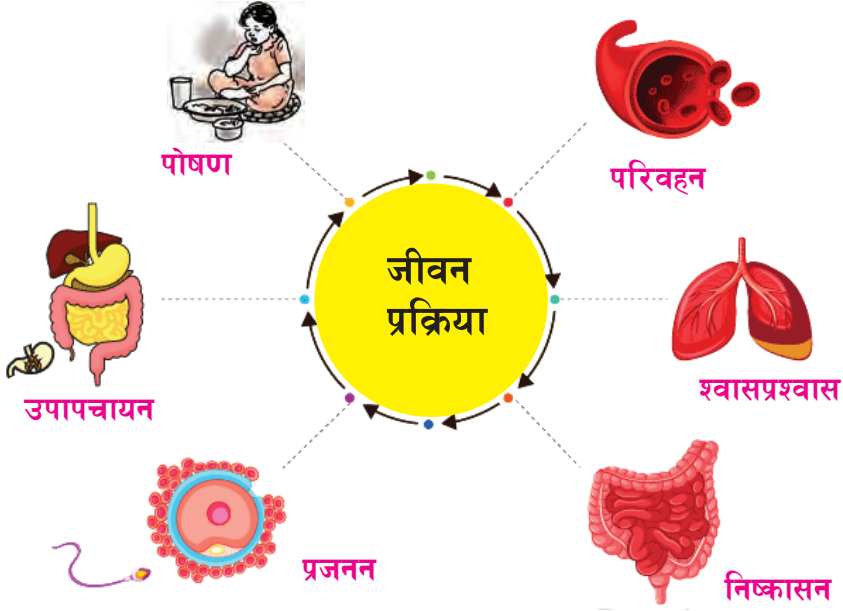 पोषण
परिवहन
जीवन
प्रक्रिया
उपापचायन
श्वासप्रश्वास
प्रजनन
निष्कासन